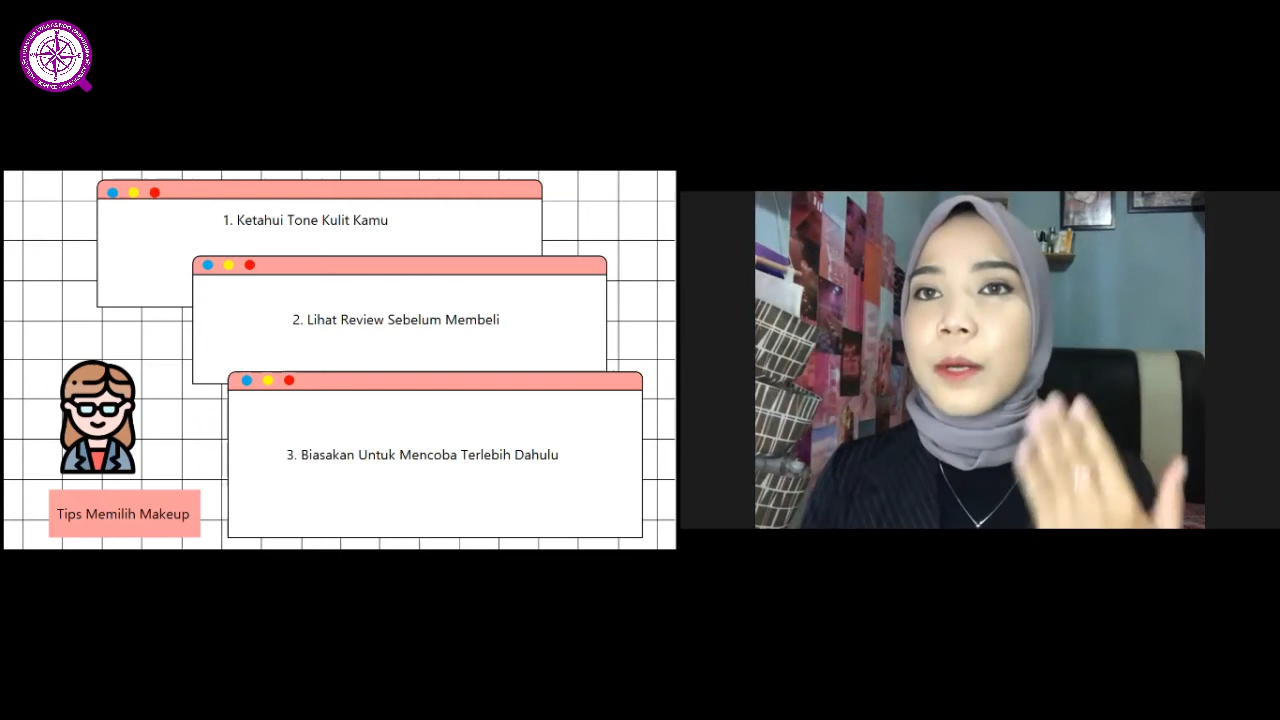 1. Ketahui Tone Kulit Kamu
2. Lihat Review Sebelum Membeli
3. Biasakan Untuk Mencoba Terlebih Dahulu
Tips Memilih Makeup